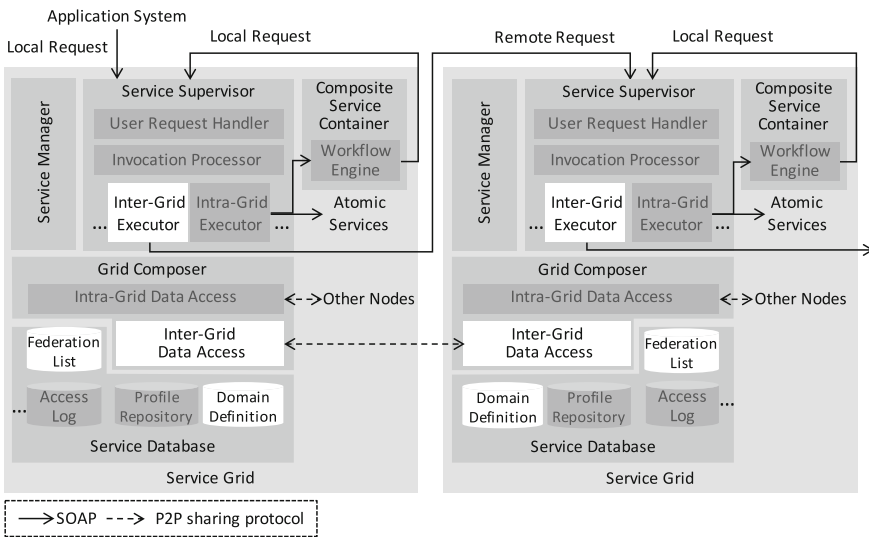 Application System
Local Request
Local Request
Remote Request
Local Request
Service Manager
Service Supervisor
User Request Handler
Invocation Processor
Inter-Grid
Executor
Intra-Grid
Executor
...
...
Composite
Service
Container
Workflow
Engine
Atomic
Services
Grid Composer
Intra-Grid Data Access
Other Nodes
Inter-Grid
Data Access
Federation
List
...
Access
Log
Profile
Repository
Domain
Definition
Service Database
Service Grid
Service Manager
Service Supervisor
User Request Handler
Invocation Processor
Inter-Grid
Executor
Intra-Grid
Executor
...
...
Composite
Service
Container
Workflow
Engine
Atomic
Services
Grid Composer
Intra-Grid Data Access
Other Nodes
Inter-Grid
Data Access
Federation
List
Domain
Definition
Profile
Repository
Access
Log
...
Service Database
Service Grid
SOAP
P2P sharing protocol